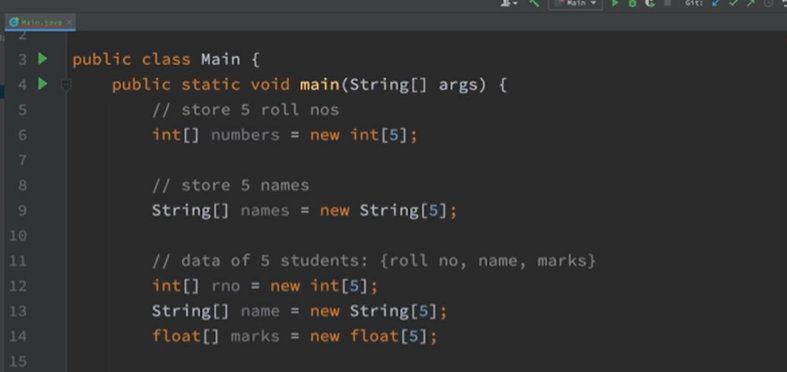 Main
Git:
Main.java
2
3 public class Main {
4 public static void main(String[] args) {
5 // store 5 roll nos
6 int[] numbers = new int[5];
7
8 // store 5 names
9 String[] names = new String[5];
10
11 // data of 5 students: {roll no, name, marks}
12 int[] rno = new int[5];
13 String[] name = new String[5];
14 float[] marks = new float[5];
15